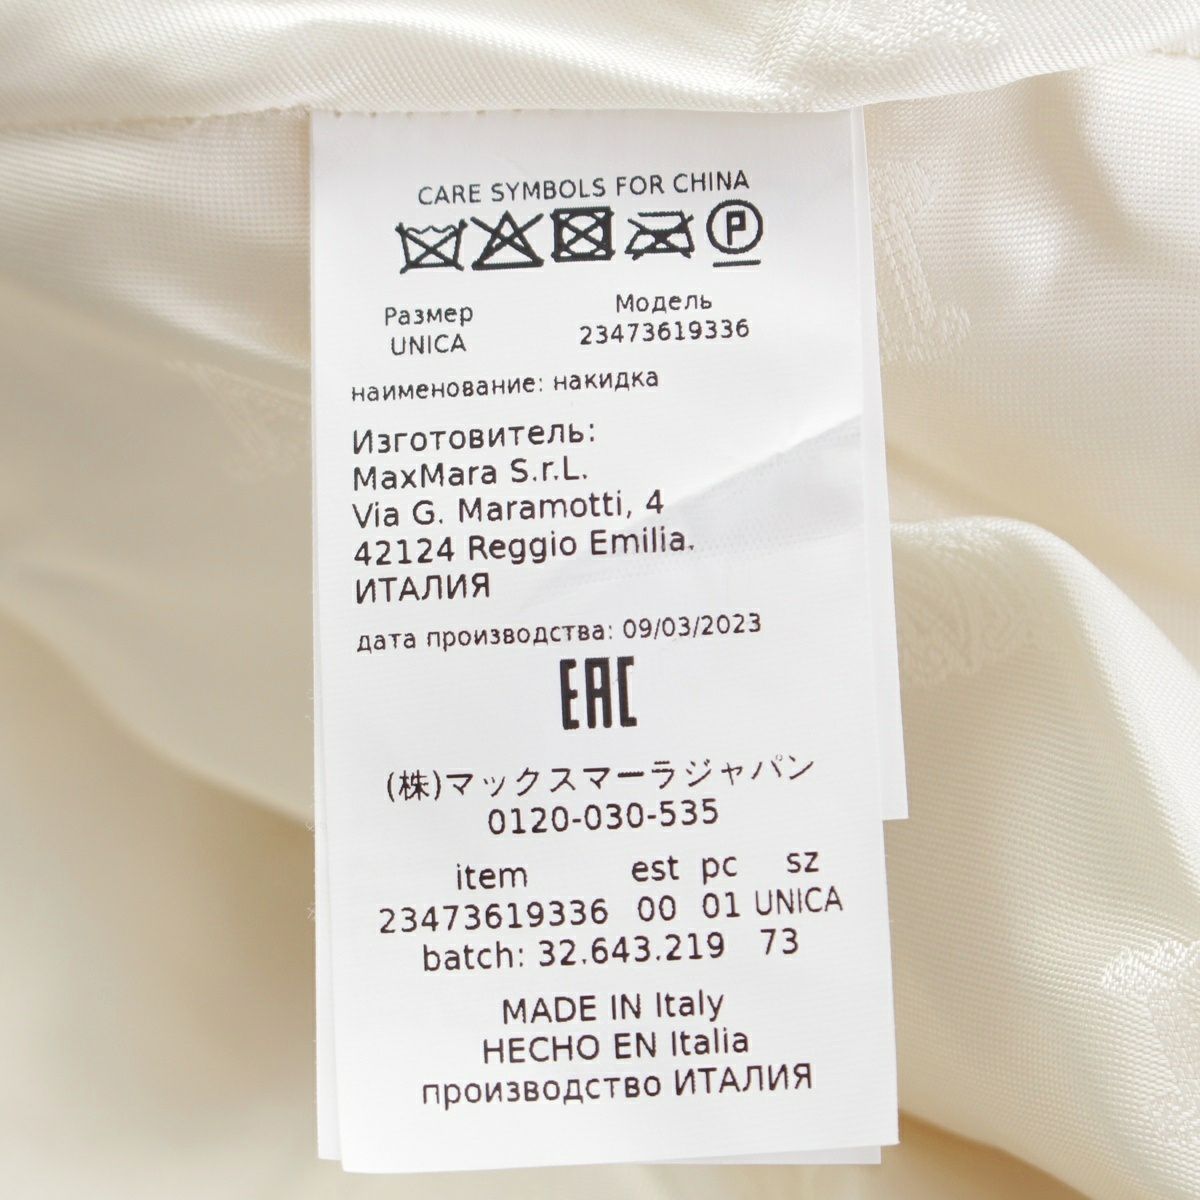 CARE SYMBOLS FOR CHINA
P
Размер Модель
UNICA 23473619336
наименование: накидка
Изготовитель:
MaxMara S.r.L.
Via G. Maramotti, 4
42124 Reggio Emilia.
ИТАЛИЯ
дата производства: 09/03/2023
EAC
(株)マックスマーラジャパン
0120-030-535
item est pc sz
23473619336 00 01 UNICA
batch: 32.643.219 73
MADE IN Italy
HECHO EN Italia
производство ИТАЛИЯ